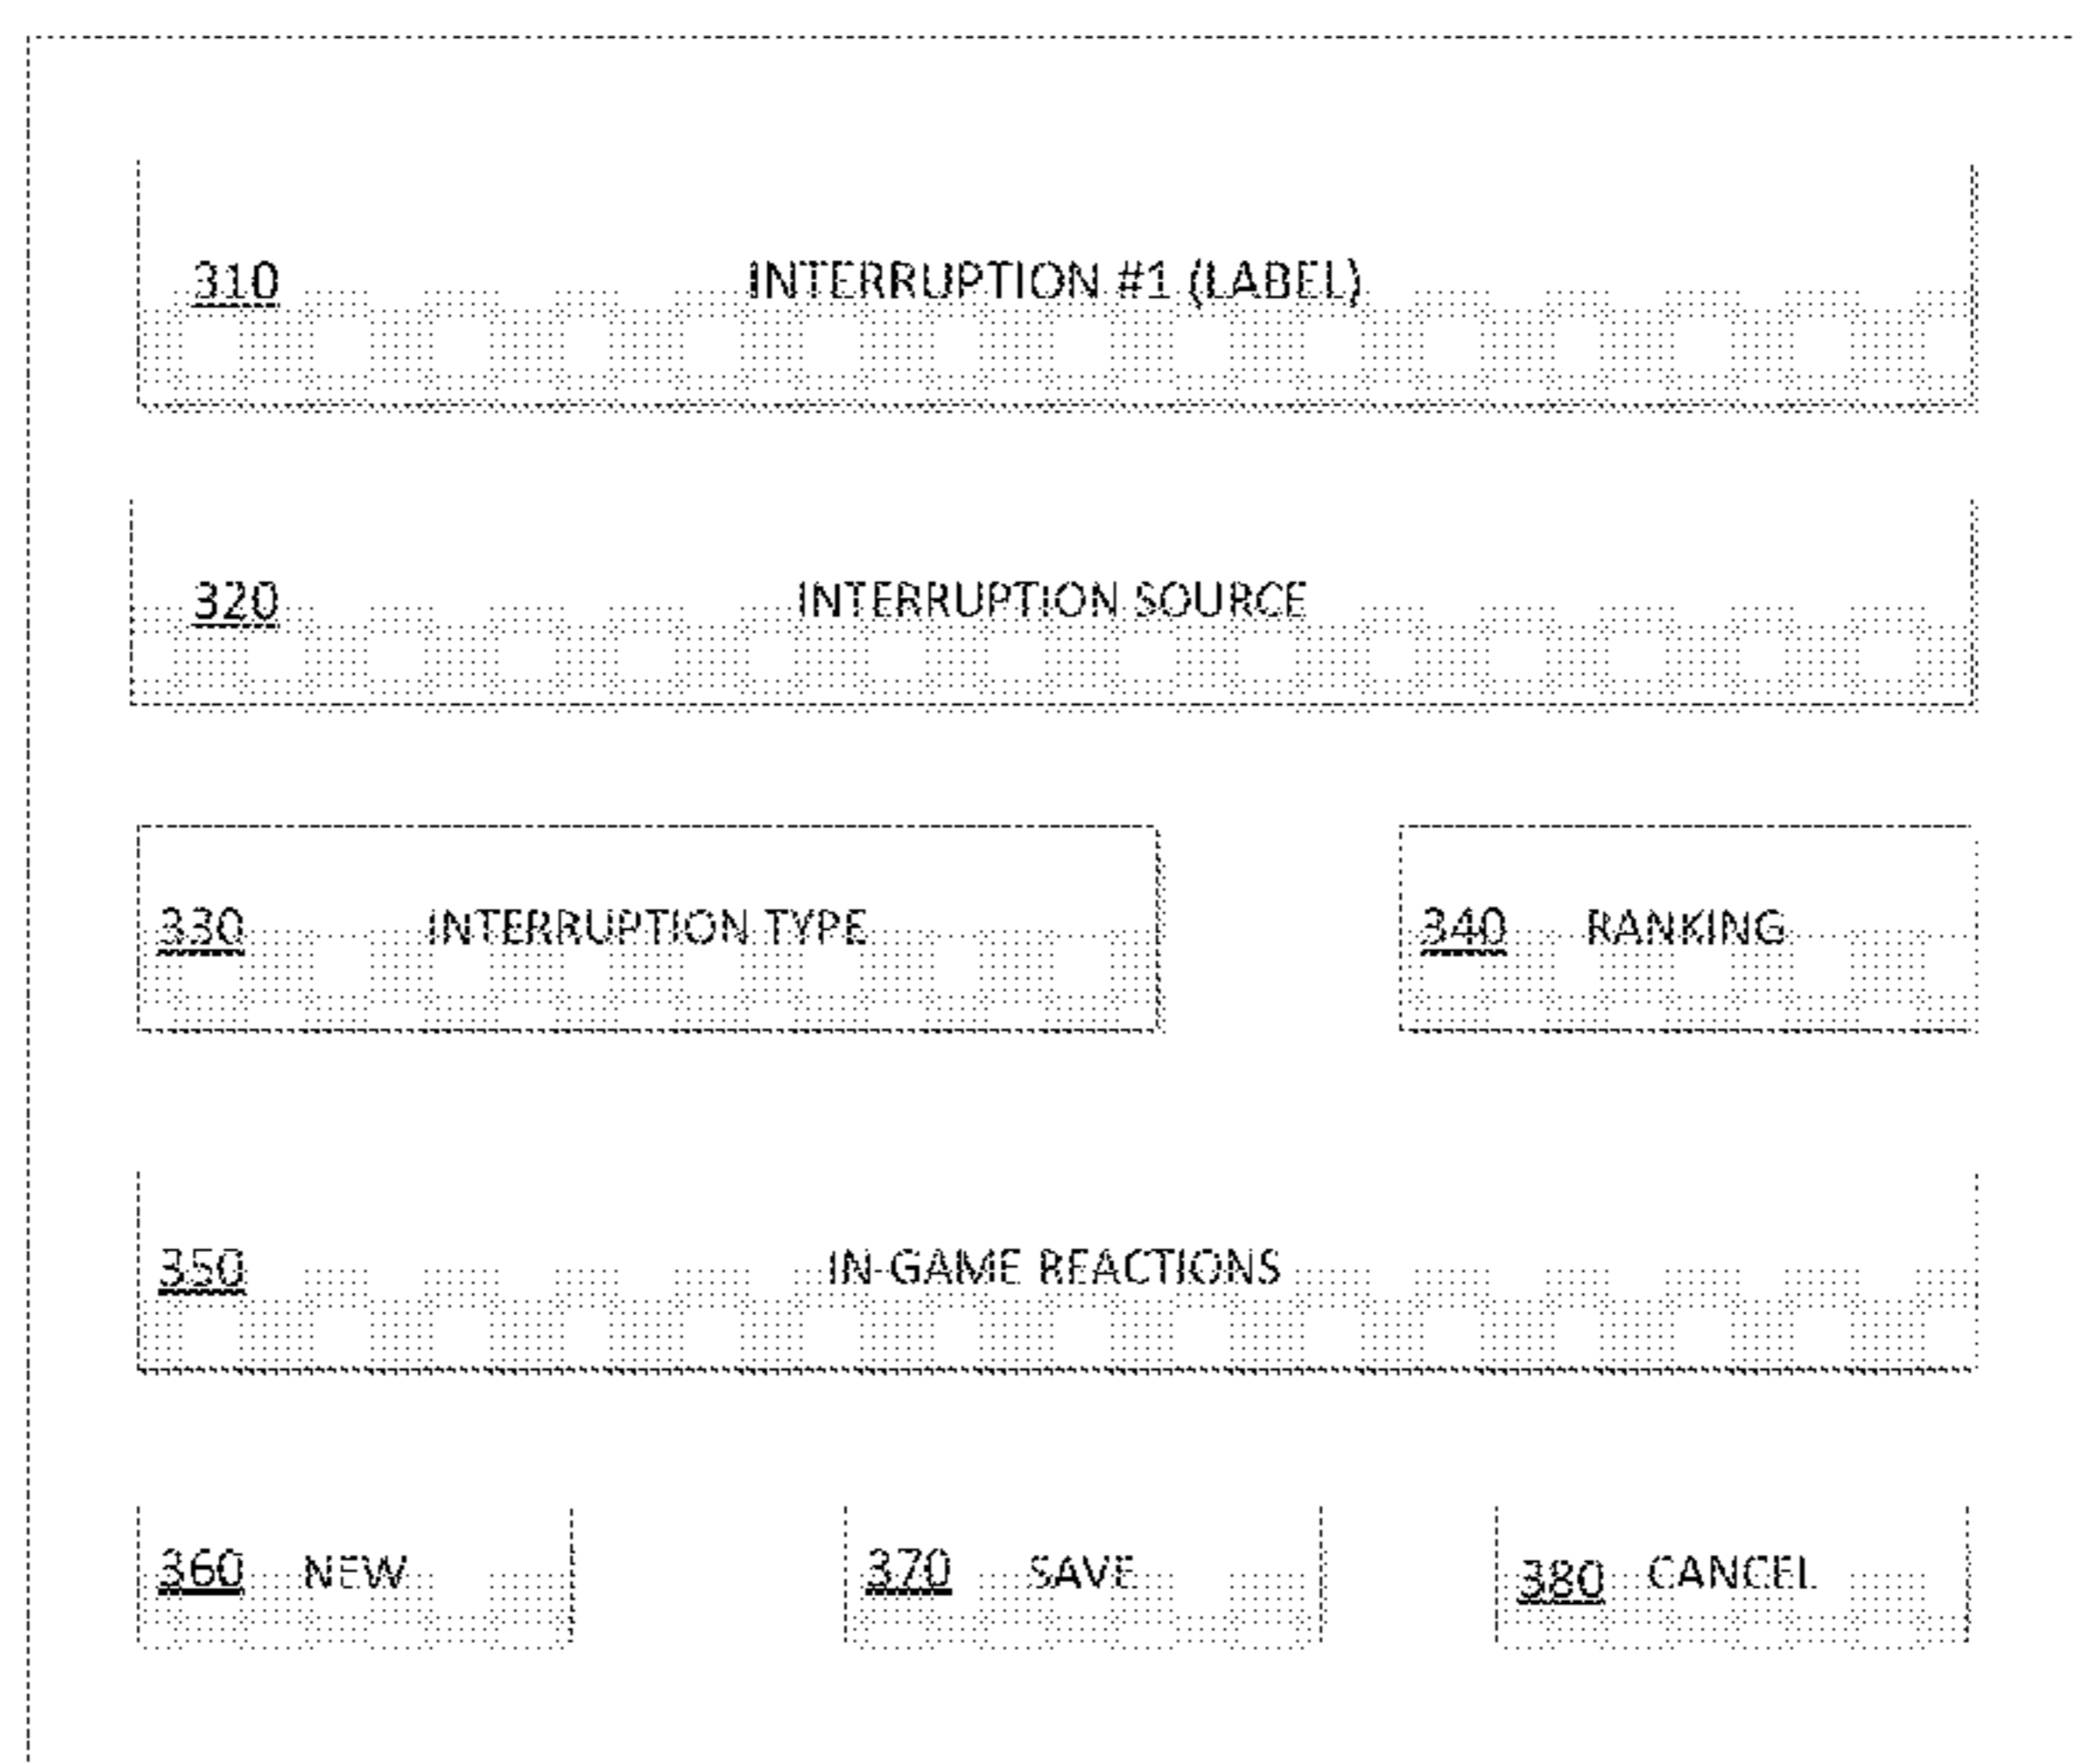 310 INTERRUPTION #1 (LABEL)
320 INTERRUPTION SOURCE
330 INTERRUPTION TYPE 340 RANKING
350 IN-GAME REACTIONS
360 NEW 370 SAVE 380 CANCEL